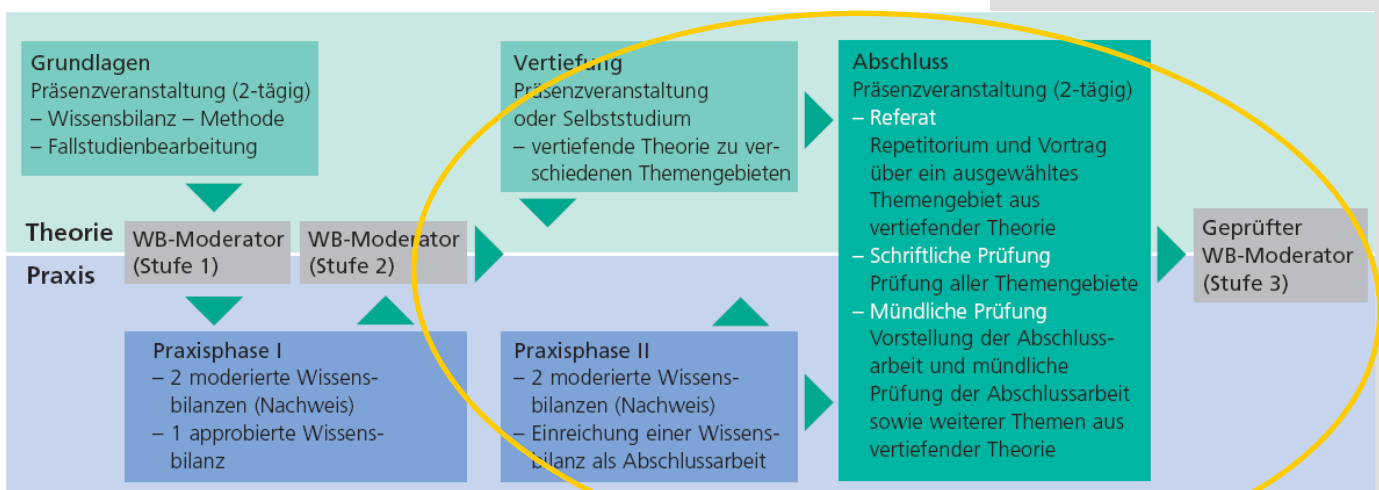 Grundlagen
Präsenzveranstaltung (2-tägig)
– Wissensbilanz – Methode
– Fallstudienbearbeitung
Vertiefung
Präsenzveranstaltung
oder Selbststudium
– vertiefende Theorie zu ver-
schiedenen Themengebieten
Abschluss
Präsenzveranstaltung (2-tägig)
– Referat
Repetitorium und Vortrag
über ein ausgewähltes
Themengebiet aus
vertiefender Theorie
– Schriftliche Prüfung
Prüfung aller Themengebiete
– Mündliche Prüfung
Vorstellung der Abschluss-
arbeit und mündliche
Prüfung der Abschlussarbeit
sowie weiterer Themen aus
vertiefender Theorie
Theorie
Praxis
WB-Moderator
(Stufe 1)
WB-Moderator
(Stufe 2)
Geprüfter
WB-Moderator
(Stufe 3)
Praxisphase I
– 2 moderierte Wissens-
bilanzen (Nachweis)
– 1 approbierte Wissens-
bilanz
Praxisphase II
– 2 moderierte Wissens-
bilanzen (Nachweis)
– Einreichung einer Wissens-
bilanz als Abschlussarbeit